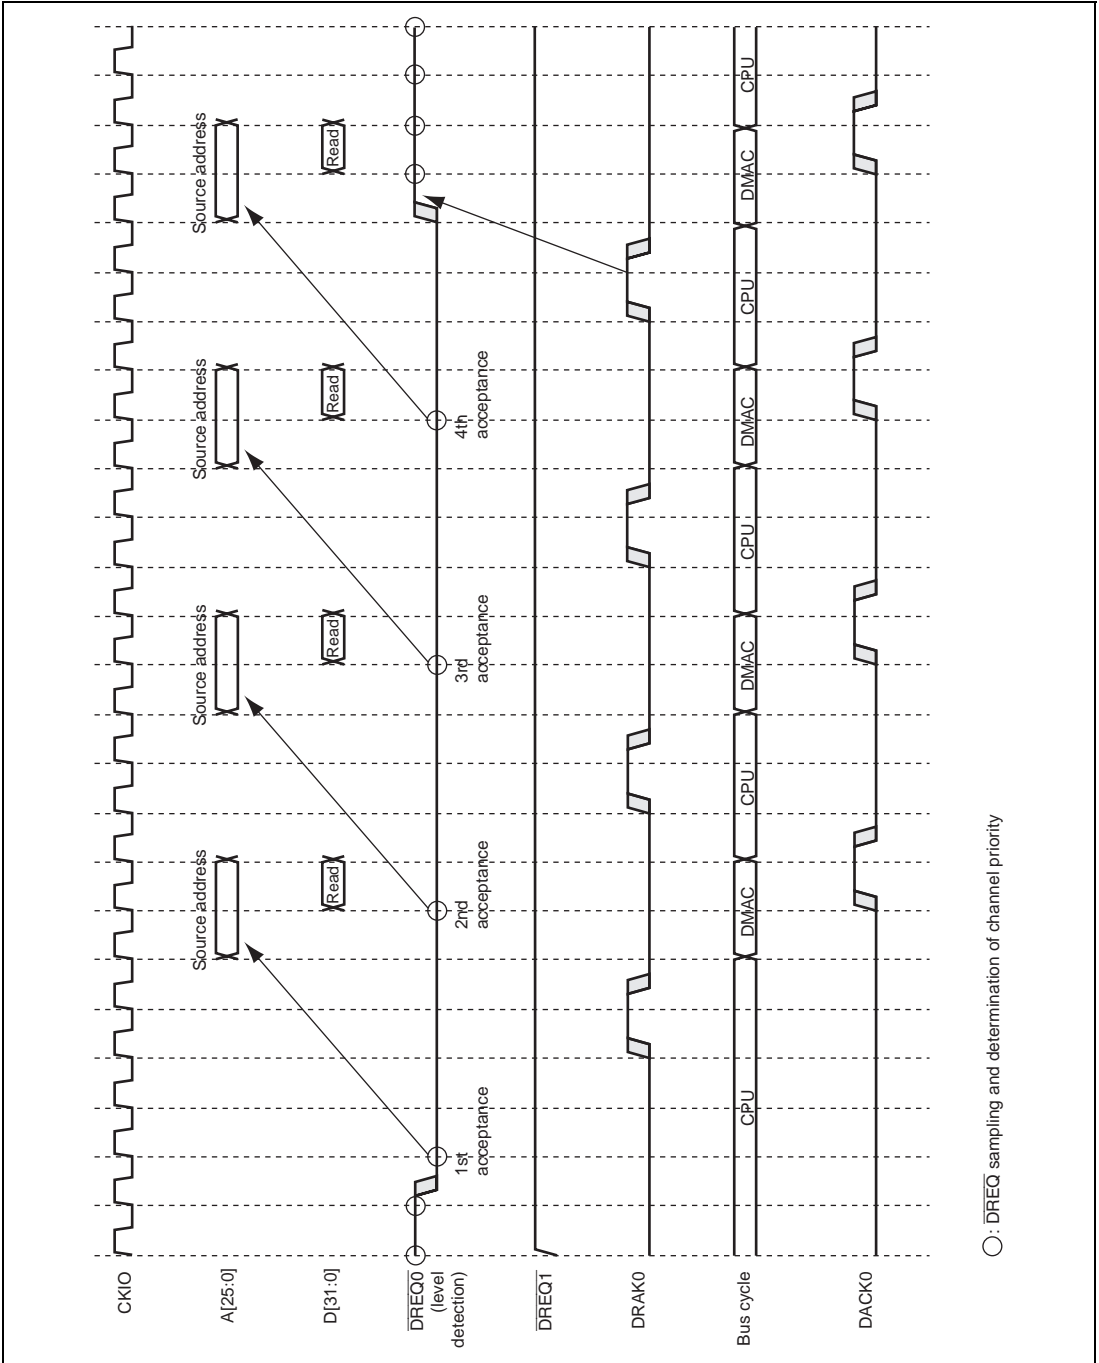 CKIO
A[25:0]
Source address
Source address
Source address
Source address
D[31:0]
Read
Read
Read
Read
DREQ0
(level
detection)
1st
acceptance
2nd
acceptance
3rd
acceptance
4th
acceptance
DREQ1
DRAK0
Bus cycle
CPU
DMAC
CPU
DMAC
CPU
DMAC
CPU
DMAC
CPU
DACK0
: DREQ sampling and determination of channel priority